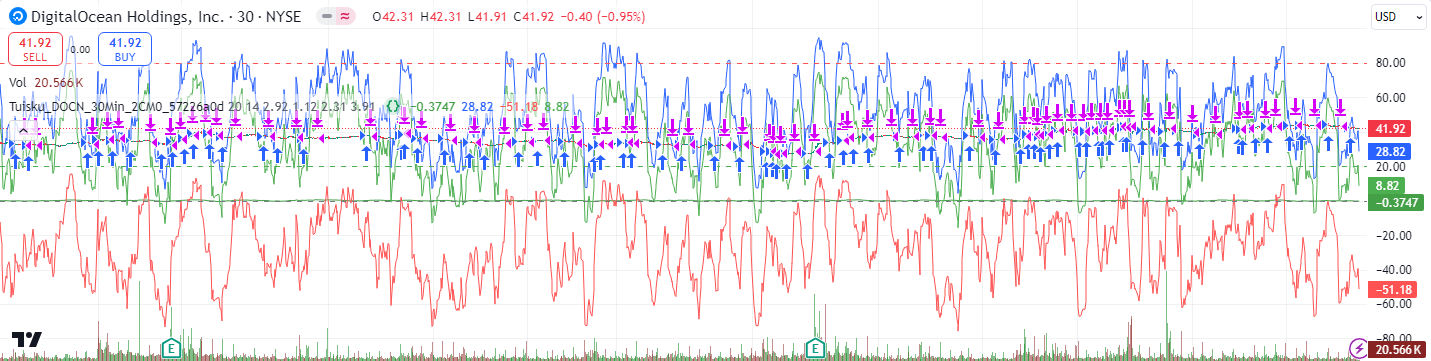 DigitalOcean Holdings, Inc. · 30 · NYSE O42.31 H42.31 L41.91 C41.92 −0.40 (−0.95%) USD
41.92 SELL 0.00 41.92 BUY
80.00
Vol 20.566K
60.00
Tuisku_DOCN_30Min_2CM0_57226a0d 20 14 2.92 1.12 2.31 3.91 −0.3747 28.82 −51.18 8.82
41.92
28.82
20.00
8.82
−0.3747
−20.00
−40.00
−51.18
−60.00
−80.00
E E
20.566K